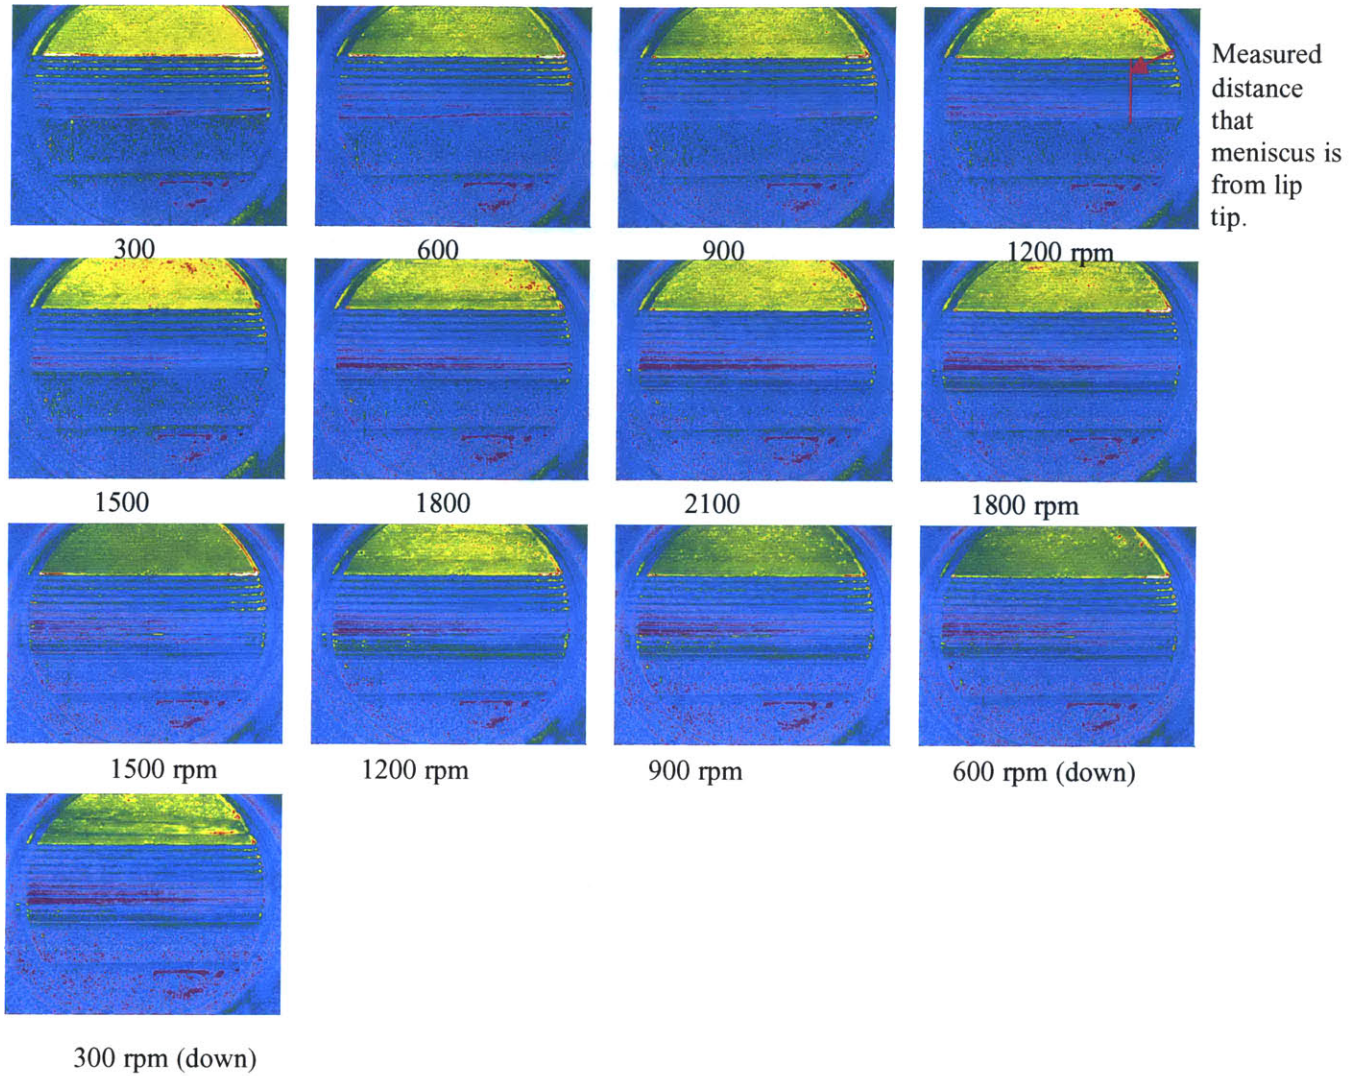 Measured
distance
that
meniscus is
from lip
tip.
300
600
900
1200 rpm
1500
1800
2100
1800 rpm
1500 rpm
1200 rpm
900 rpm
600 rpm (down)
300 rpm (down)